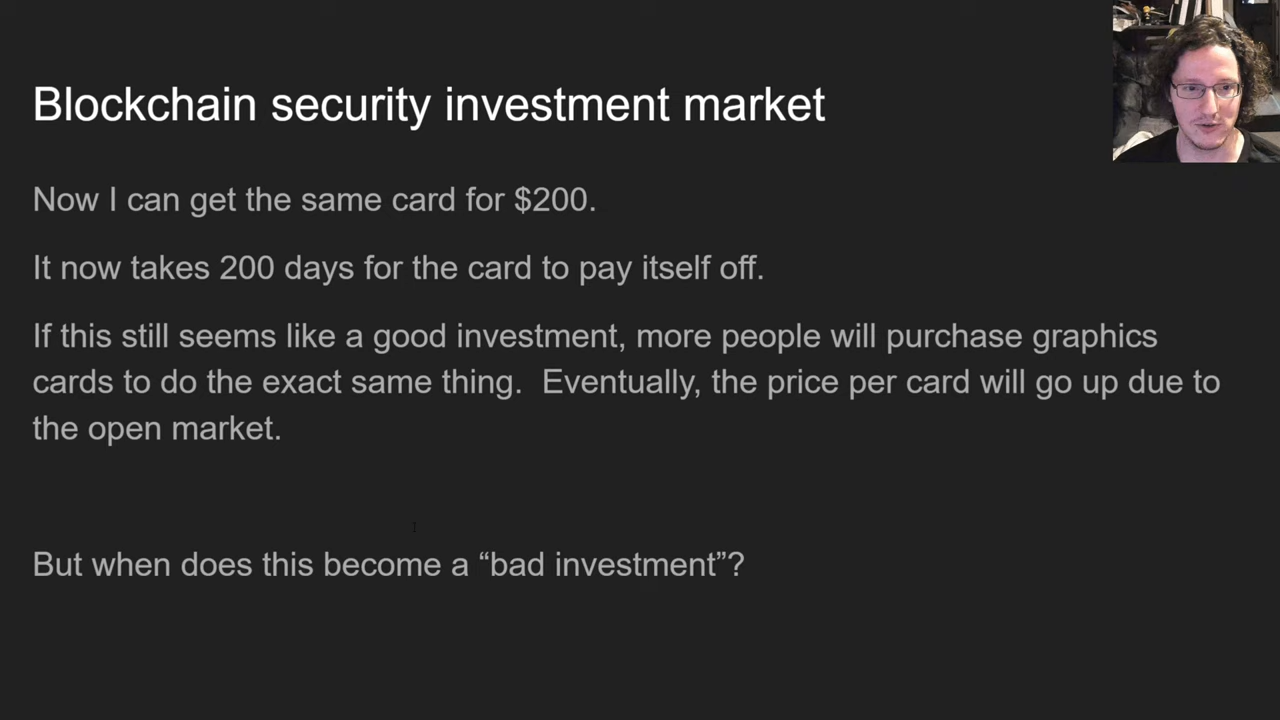 Blockchain security investment market
Now I can get the same card for $200.
It now takes 200 days for the card to pay itself off.
If this still seems like a good investment, more people will purchase graphics
cards to do the exact same thing.  Eventually, the price per card will go up due to
the open market.
But when does this become a “bad investment”?